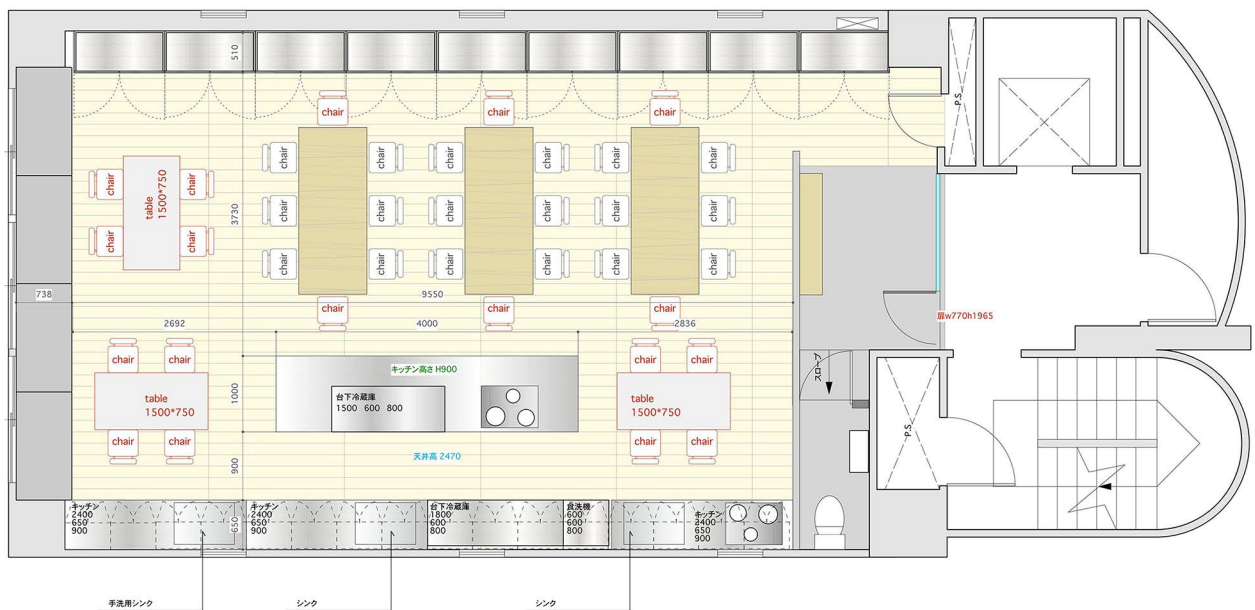 510
P.S
chair
chair
chair
chair
chair
chair
chair
chair
chair
chair
chair
table
1500*750
chair
chair
chair
chair
chair
chair
chair
chair
3730
chair
chair
chair
chair
chair
chair
chair
chair
738
9550
chair
chair
chair
扉w770h1965
2692
4000
2836
chair
chair
chair
chair
キッチン高さ H900
スロープ
table
1500*750
1000
台下冷蔵庫
1500 600 800
table
1500*750
P.S
chair
chair
chair
chair
天井高 2470
900
キッチン
2400
650
900
650
キッチン
2400
650
900
台下冷蔵庫
1800
600
800
食洗機
600
600
800
キッチン
2400
650
900
手洗用シンク
シンク
シンク